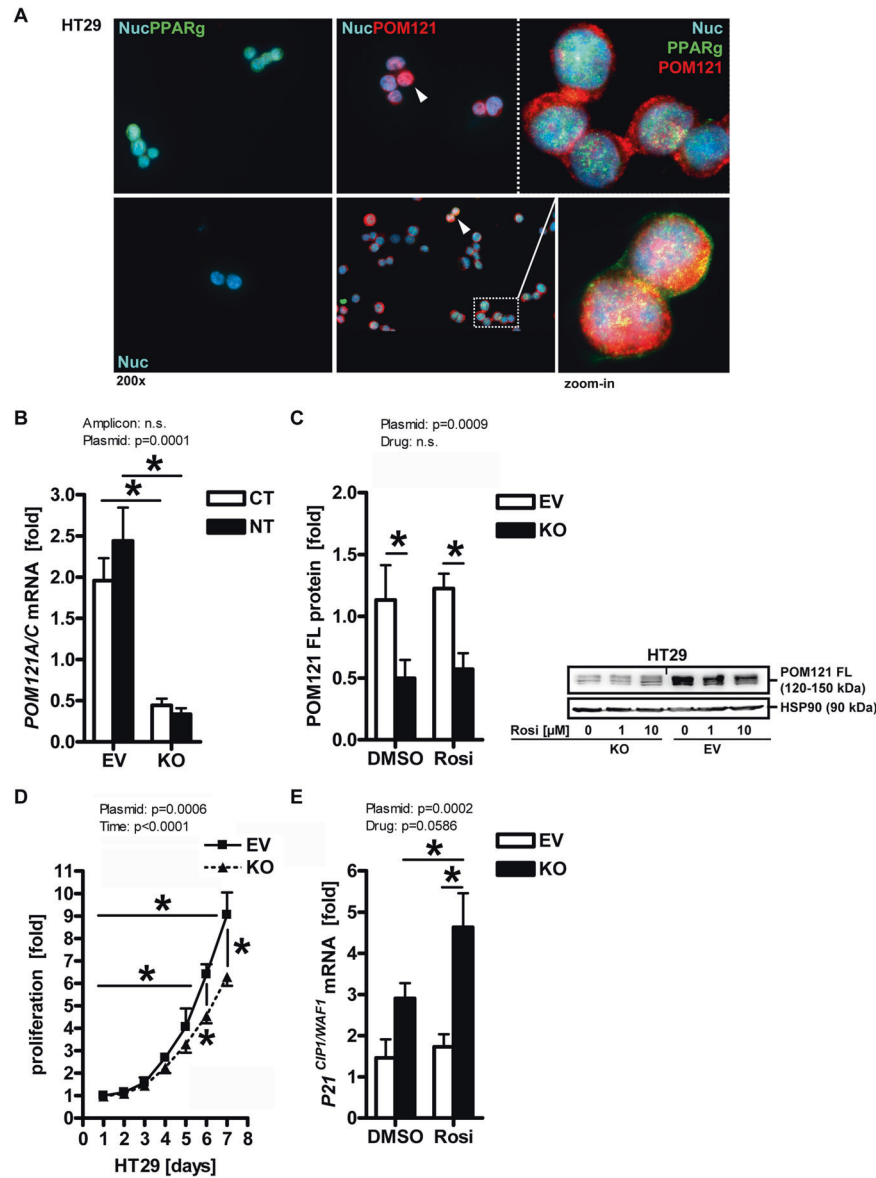 A
HT29
NucPPARg
NucPOM121
Nuc
PPARg
POM121
Nuc
200x
zoom-in
B
Amplicon: n.s.
Plasmid: p=0.0001
*
*
CT
NT
POM121A/C mRNA [fold]
3.0
2.5
2.0
1.5
1.0
0.5
0.0
EV KO
C
Plasmid: p=0.0009
Drug: n.s.
EV
KO
POM121 FL protein [fold]
2.0
1.5
1.0
0.5
0.0
*
*
DMSO Rosi
HT29
POM121 FL
(120-150 kDa)
HSP90 (90 kDa)
Rosi [µM] 0 1 10 0 1 10
KO EV
D
Plasmid: p=0.0006
Time: p<0.0001
EV
KO
proliferation [fold]
11
10
9
8
7
6
5
4
3
2
1
0
*
*
*
*
0 1 2 3 4 5 6 7 8
HT29 [days]
E
Plasmid: p=0.0002
Drug: p=0.0586
EV
KO
P21 CIP1/WAF1 mRNA [fold]
6
5
4
3
2
1
0
*
*
DMSO Rosi